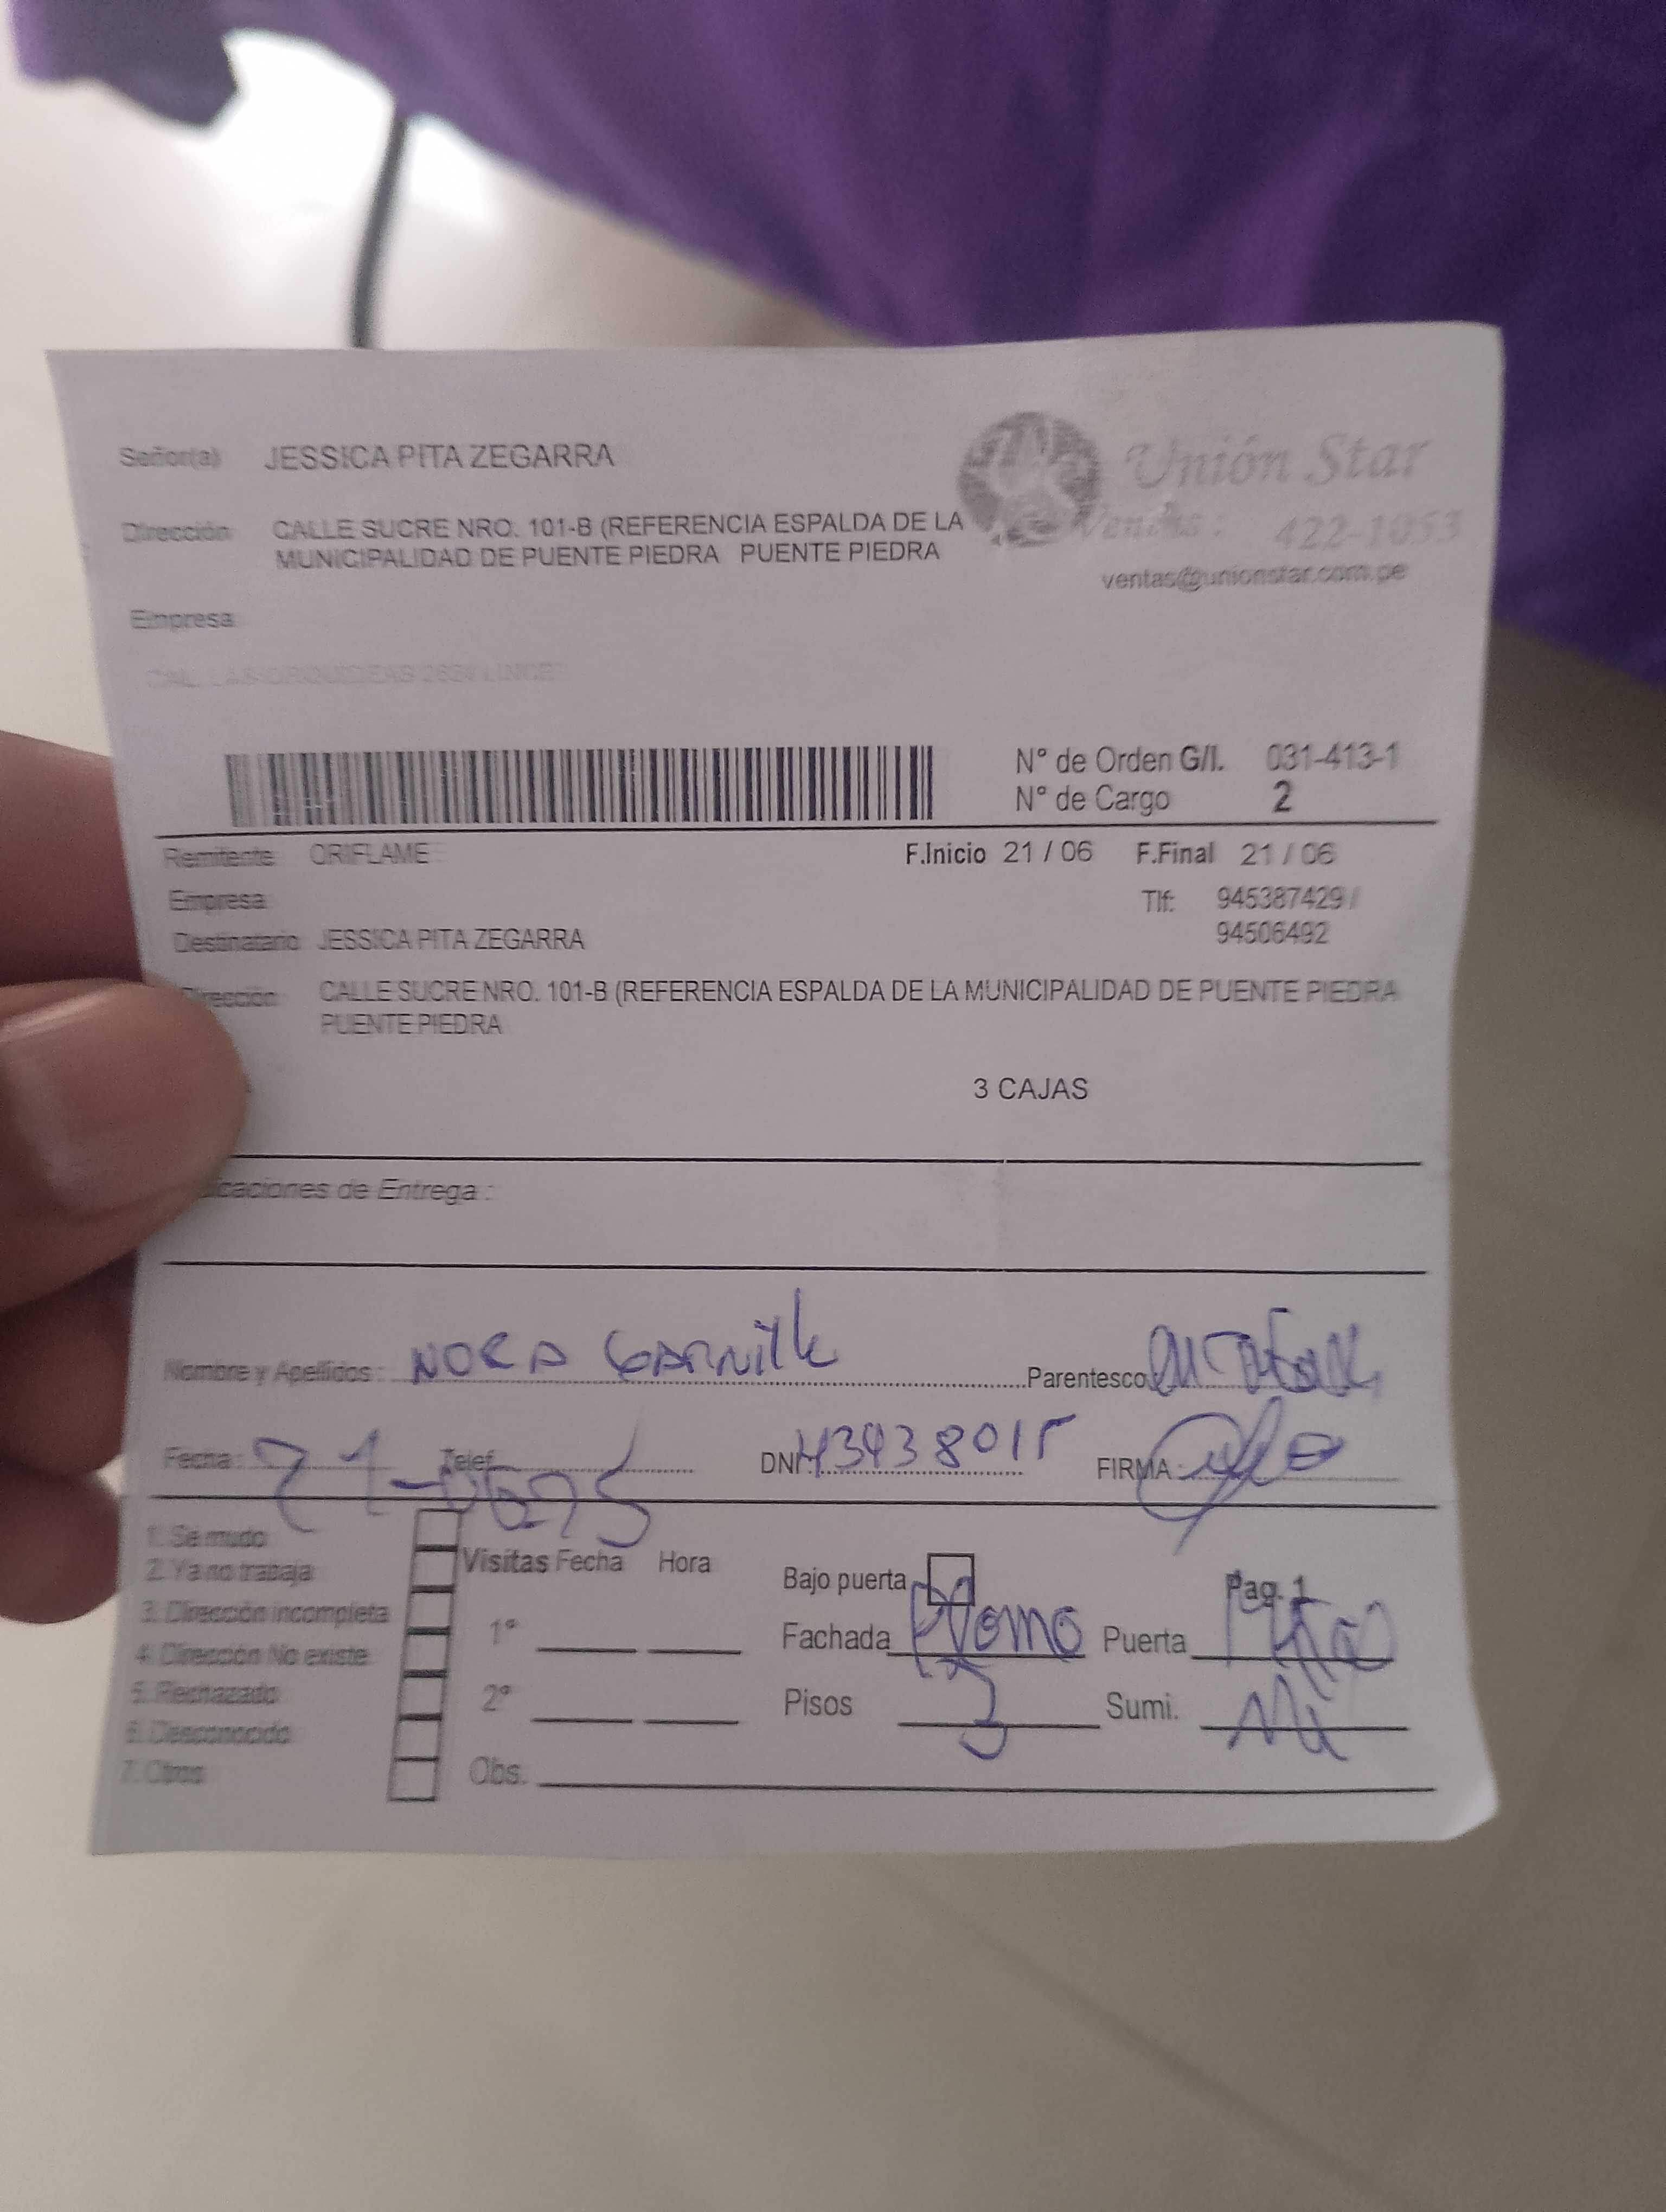 Señor(a) JESSICA PITA ZEGARRA
Unión Star
Dirección CALLE SUCRE NRO. 101-B (REFERENCIA ESPALDA DE LA
MUNICIPALIDAD DE PUENTE PIEDRA PUENTE PIEDRA
Ventas : 422-1053
ventas@unionstar.com.pe
Empresa
N° de Orden G/I. 031-413-1
N° de Cargo 2
Remitente ORIFLAME F.Inicio 21 / 06 F.Final 21 / 06
Empresa Tlf: 945387429 /
94506492
Destinatario JESSICA PITA ZEGARRA
Dirección CALLE SUCRE NRO. 101-B (REFERENCIA ESPALDA DE LA MUNICIPALIDAD DE PUENTE PIEDRA
PUENTE PIEDRA
3 CAJAS
icaciones de Entrega :
Nombre y Apellidos : NORA Parentesco
Fecha : Telef. DNI: FIRMA
1. Se mudo
2. Ya no trabaja
3. Dirección incompleta
4. Dirección No existe
5. Rechazado
6. Desconocido
7. Otros
Visitas Fecha Hora
1°
2°
Obs.
Bajo puerta Pag. 1
Fachada Puerta
Pisos Sumi.